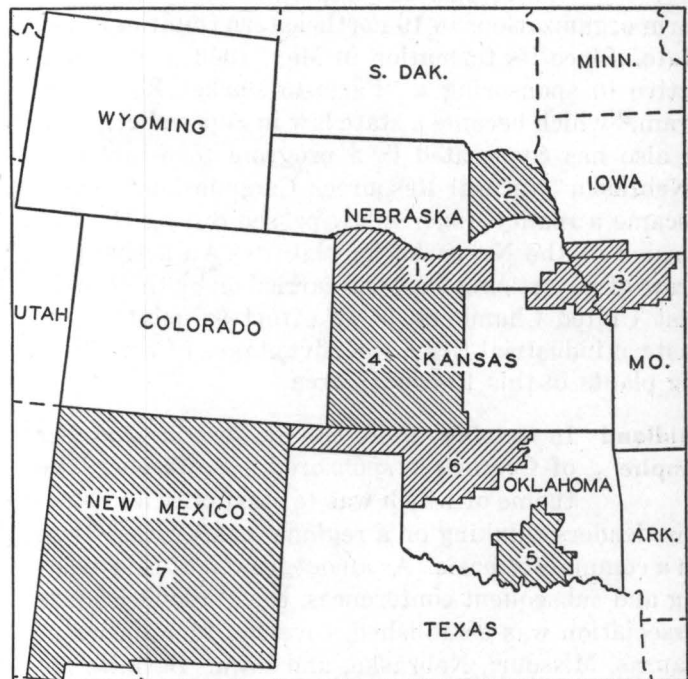 S. DAK.
MINN.
WYOMING
IOWA
2
NEBRASKA
1
3
UTAH
COLORADO
4
KANSAS
MO.
6
OKLAHOMA
NEW MEXICO
ARK.
5
7
TEXAS